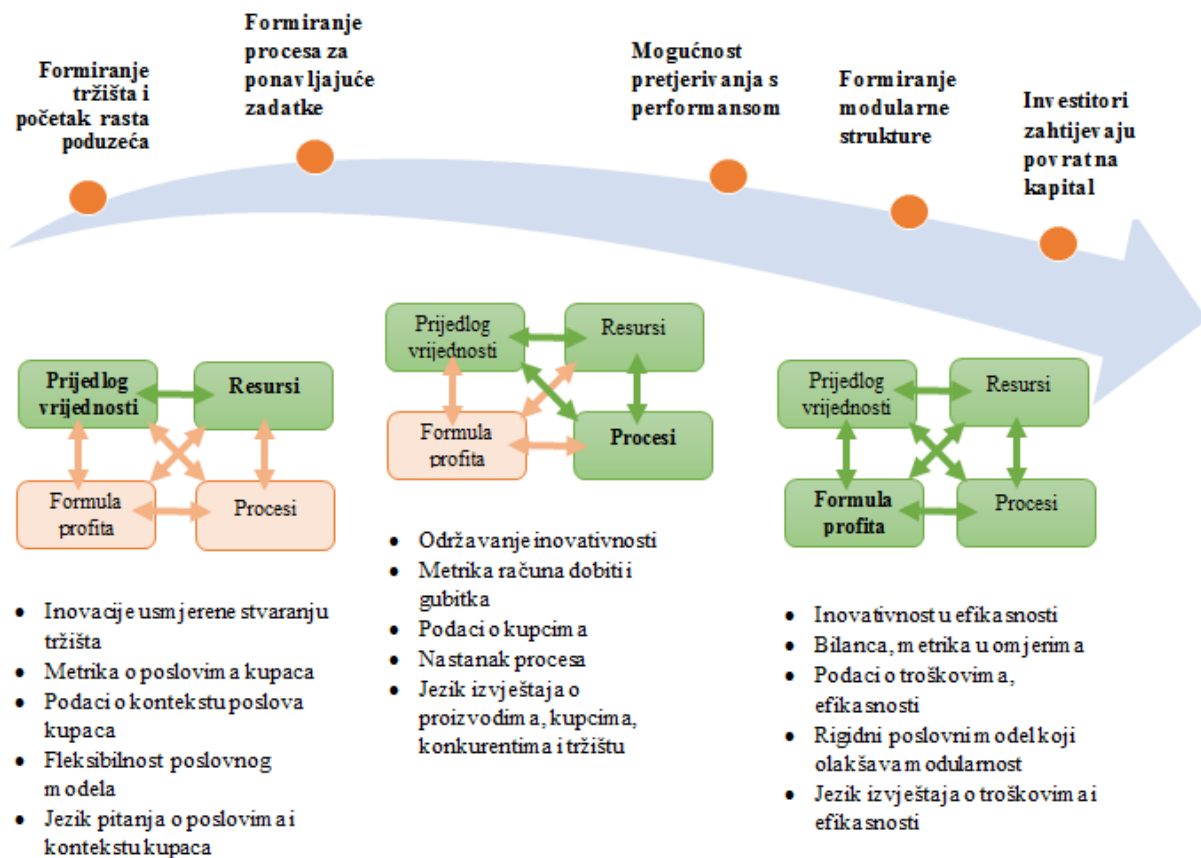 Formiranje
tržišta i
početak rasta
poduzeća
Formiranje
procesa za
ponavljajuće
zadatke
Mogućnost
pretjerivanja s
performansom
Formiranje
modularne
strukture
Investitori
zahtijevaju
povrat na
kapital
Prijedlog
vrijednosti
Resursi
Formula
profita
Procesi
Prijedlog
vrijednosti
Resursi
Formula
profita
Procesi
Prijedlog
vrijednosti
Resursi
Formula
profita
Procesi
• Inovacije usmjerene stvaranju
tržišta
• Metrika o poslovima kupaca
• Podaci o kontekstu poslova
kupaca
• Fleksibilnost poslovnog
modela
• Jezik pitanja o poslovima i
kontekstu kupaca
• Održavanje inovativnosti
• Metrika računa dobiti i
gubitka
• Podaci o kupcima
• Nastanak procesa
• Jezik izvještaja o
proizvodima, kupcima,
konkurentima i tržištu
• Inovativnost u efikasnosti
• Bilanca, metrika u omjerima
• Podaci o troškovima,
efikasnosti
• Rigidni poslovni model koji
olakšava modularnost
• Jezik izvještaja o troškovima i
efikasnosti